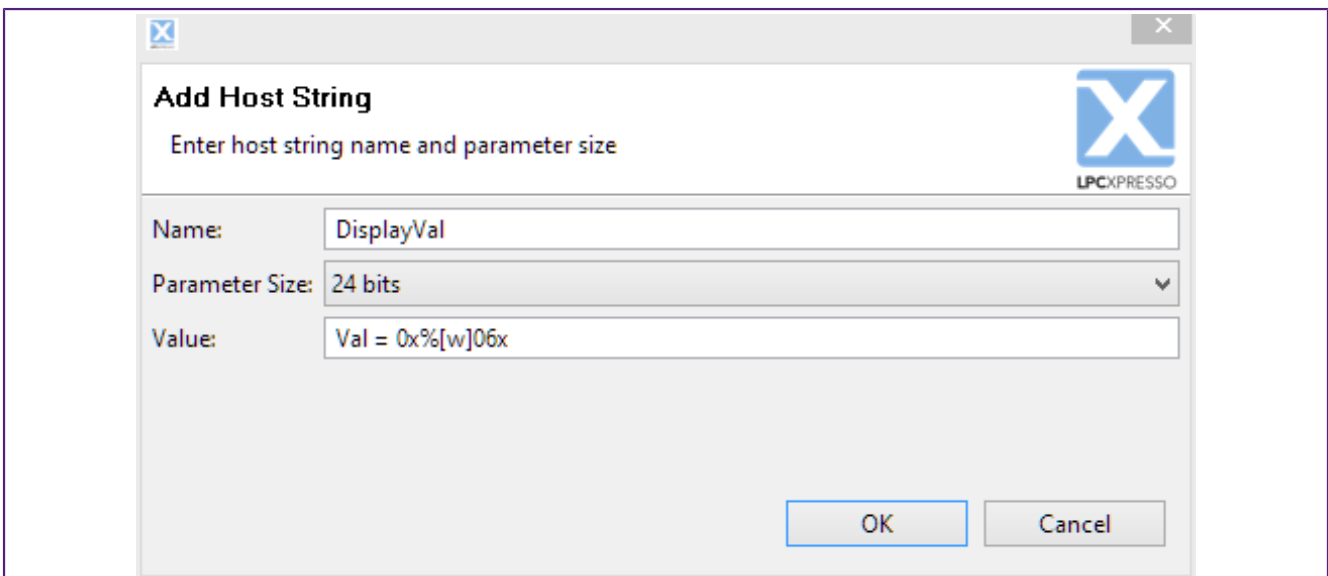 Add Host String
Enter host string name and parameter size
LPCXPRESSO
Name: DisplayVal
Parameter Size: 24 bits
Value: Val = 0x%[w]06x
OK Cancel